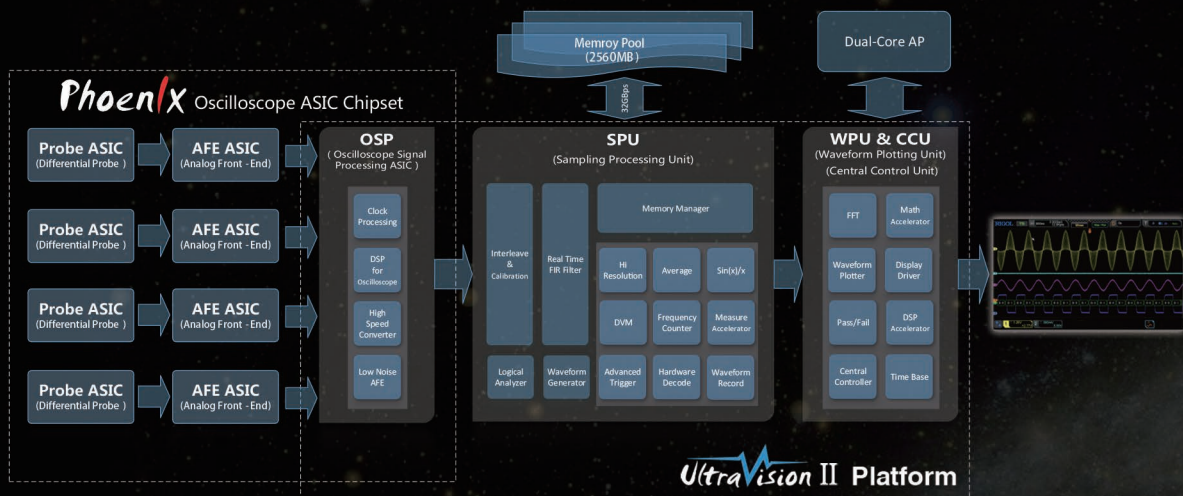 Memroy Pool
(2560MB)
Dual-Core AP
32GBps
Phoenix Oscilloscope ASIC Chipset
Probe ASIC
(Differential Probe )
AFE ASIC
(Analog Front -End)
Probe ASIC
(Differential Probe )
AFE ASIC
(Analog Front -End)
Probe ASIC
(Differential Probe )
AFE ASIC
(Analog Front -End)
Probe ASIC
(Differential Probe )
AFE ASIC
(Analog Front -End)
OSP
( Oscilloscope Signal
Processing ASIC )
Clock
Processing
DSP
for
Oscilloscope
High
Speed
Converter
Low Noise
AFE
SPU
(Sampling Processing Unit)
Interleave
&
Calibration
Real Time
FIR Filter
Memory Manager
Hi
Resolution
Average
Sin(x)/x
DVM
Frequency
Counter
Measure
Accelerator
Logical
Analyzer
Waveform
Generator
Advanced
Trigger
Hardware
Decode
Waveform
Record
WPU & CCU
(Waveform Plotting Unit)
(Central Control Unit)
FFT
Math
Accelerator
Waveform
Plotter
Display
Driver
Pass/Fail
DSP
Accelerator
Central
Controller
Time Base
RIGOL
UltraVision II Platform